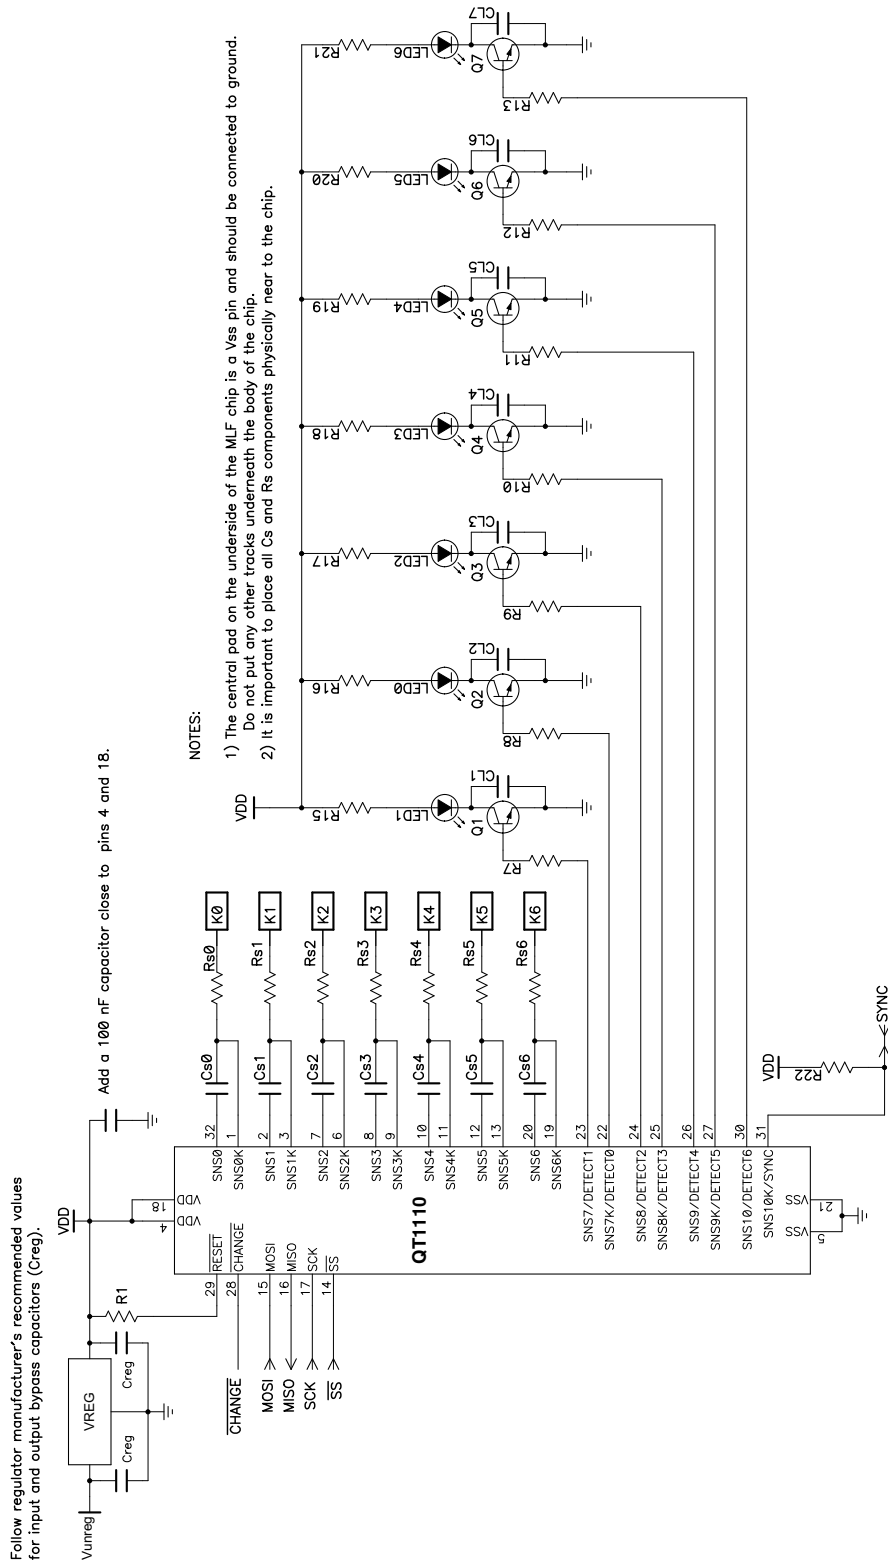 Follow regulator manufacturer's recommended values
for input and output bypass capacitors (Creg).
Vunreg
VREG
Creg
Creg
R1
VDD
Add a 100 nF capacitor close to pins 4 and 18.
NOTES:
1) The central pad on the underside of the MLF chip is a Vss pin and should be connected to ground.
Do not put any other tracks underneath the body of the chip.
2) It is important to place all Cs and Rs components physically near to the chip.
QT1110
4 VDD
18 VDD
29 RESET
28 CHANGE
15 MOSI
16 MISO
17 SCK
14 SS
CHANGE
MOSI
MISO
SCK
SS
SNS0 32
SNS0K 1
SNS1 2
SNS1K 3
SNS2 7
SNS2K 6
SNS3 8
SNS3K 9
SNS4 10
SNS4K 11
SNS5 12
SNS5K 13
SNS6 20
SNS6K 19
SNS7/DETECT1 23
SNS7K/DETECT0 22
SNS8/DETECT2 24
SNS8K/DETECT3 25
SNS9/DETECT4 26
SNS9K/DETECT5 27
SNS10/DETECT6 30
SNS10K/SYNC 31
VSS 5
VSS 21
Cs0 Rs0 K0
Cs1 Rs1 K1
Cs2 Rs2 K2
Cs3 Rs3 K3
Cs4 Rs4 K4
Cs5 Rs5 K5
Cs6 Rs6 K6
VDD
R15 LED1 Q1 CL1 R7
R16 LED0 Q2 CL2 R8
R17 LED2 Q3 CL3 R9
R18 LED3 Q4 CL4 R10
R19 LED4 Q5 CL5 R11
R20 LED5 Q6 CL6 R12
R21 LED6 Q7 CL7 R13
VDD
R22
SYNC